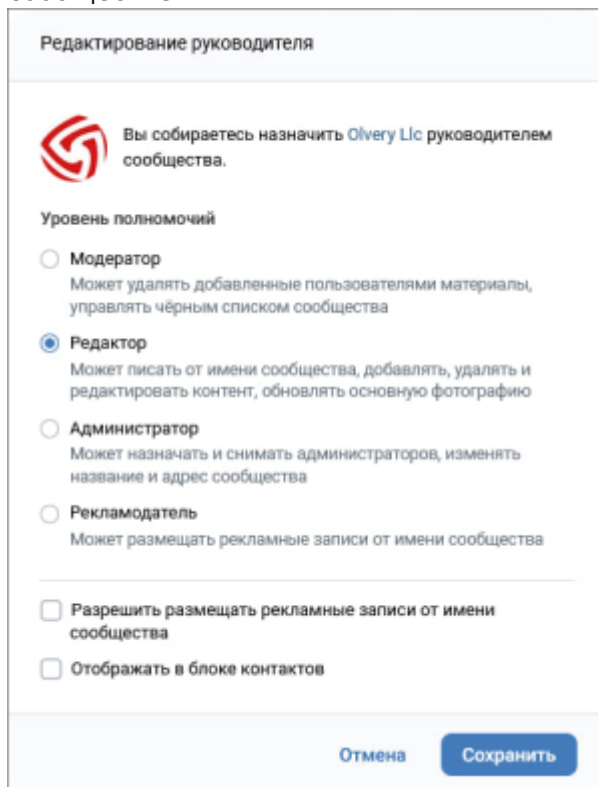 Редактирование руководителя
Вы собираетесь назначить Olvery Llc руководителем
сообщества.
Уровень полномочий
Модератор
Может удалять добавленные пользователями материалы,
управлять чёрным списком сообщества
Редактор
Может писать от имени сообщества, добавлять, удалять и
редактировать контент, обновлять основную фотографию
Администратор
Может назначать и снимать администраторов, изменять
название и адрес сообщества
Рекламодатель
Может размещать рекламные записи от имени сообщества
Разрешить размещать рекламные записи от имени
сообщества
Отображать в блоке контактов
Отмена
Сохранить